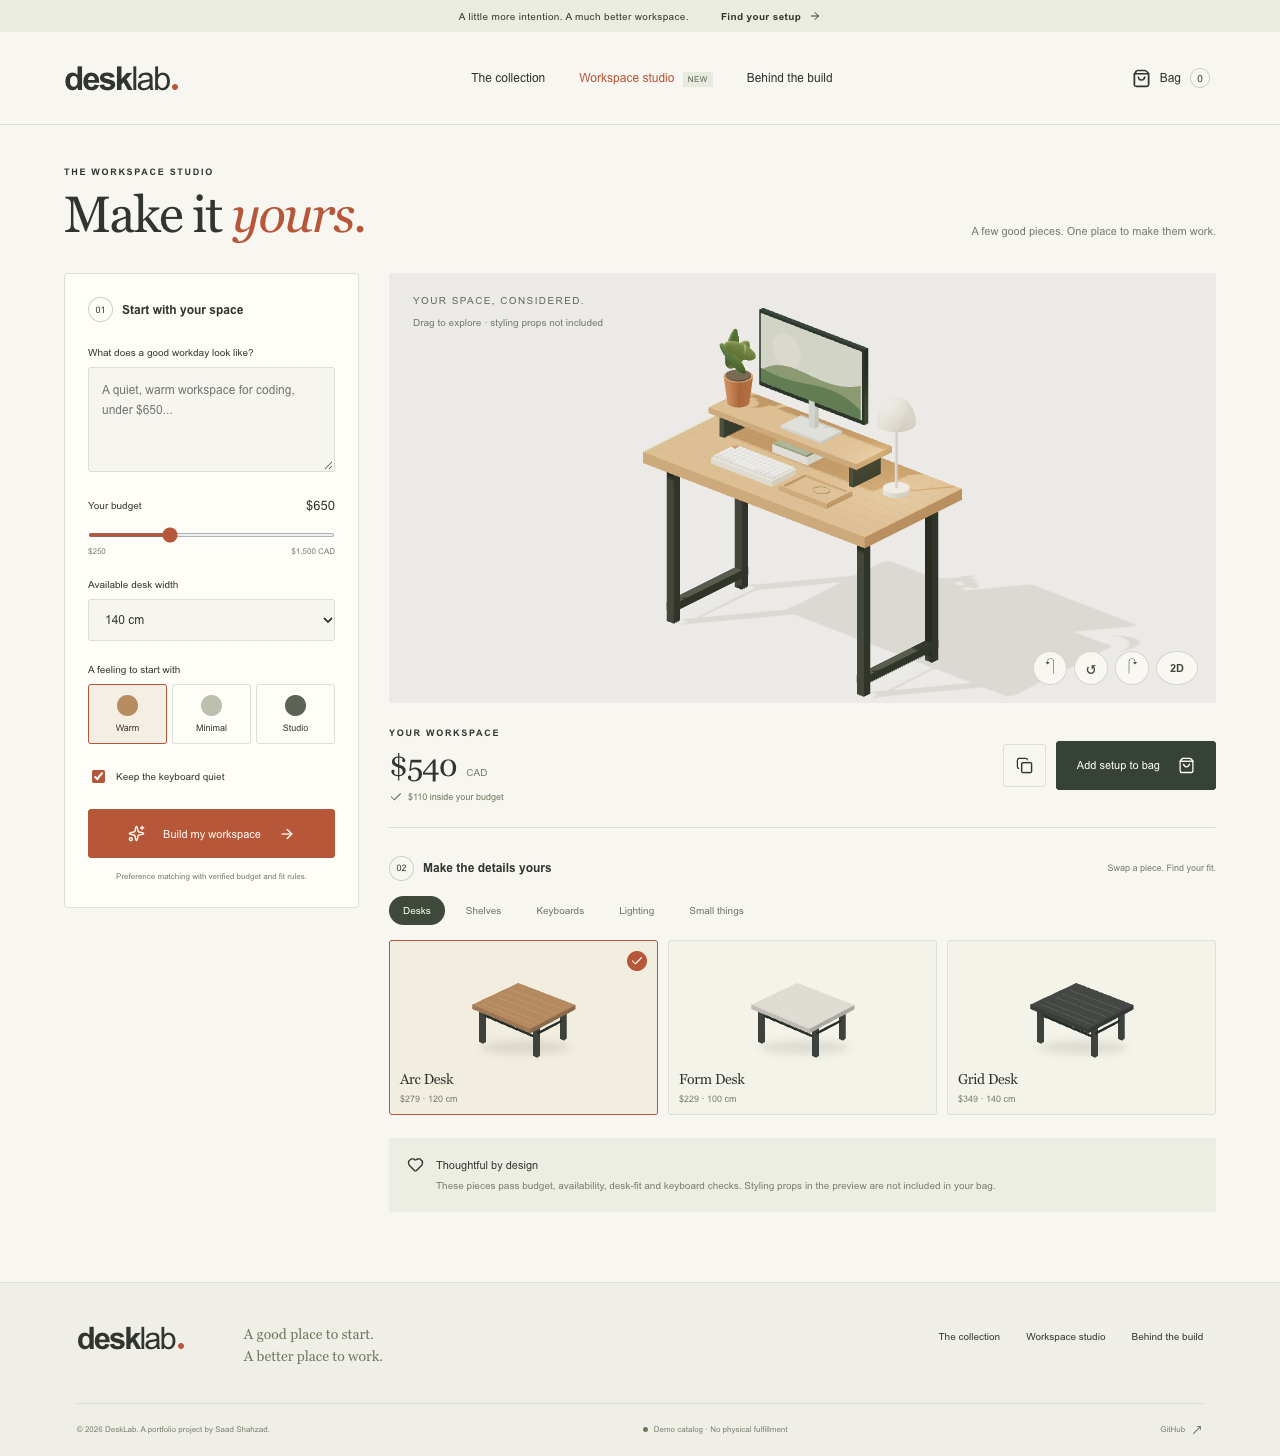 A little more intention. A much better workspace. Find your setup →
desklab.
The collection
Workspace studio NEW
Behind the build
Bag 0
THE WORKSPACE STUDIO
Make it yours.
A few good pieces. One place to make them work.
01 Start with your space
What does a good workday look like?
A quiet, warm workspace for coding,
under $650...
Your budget $650
$250 $1,500 CAD
Available desk width
140 cm
A feeling to start with
Warm Minimal Studio
Keep the keyboard quiet
Build my workspace →
Preference matching with verified budget and fit rules.
YOUR SPACE, CONSIDERED.
Drag to explore · styling props not included
↺ 2D
YOUR WORKSPACE
$540 CAD
$110 inside your budget
Add setup to bag
02 Make the details yours
Swap a piece. Find your fit.
Desks Shelves Keyboards Lighting Small things
Arc Desk
$279 · 120 cm
Form Desk
$229 · 100 cm
Grid Desk
$349 · 140 cm
Thoughtful by design
These pieces pass budget, availability, desk-fit and keyboard checks. Styling props in the preview are not included in your bag.
desklab.
A good place to start.
A better place to work.
The collection Workspace studio Behind the build
© 2026 DeskLab. A portfolio project by Saad Shahzad.
Demo catalog · No physical fulfillment
GitHub ↗